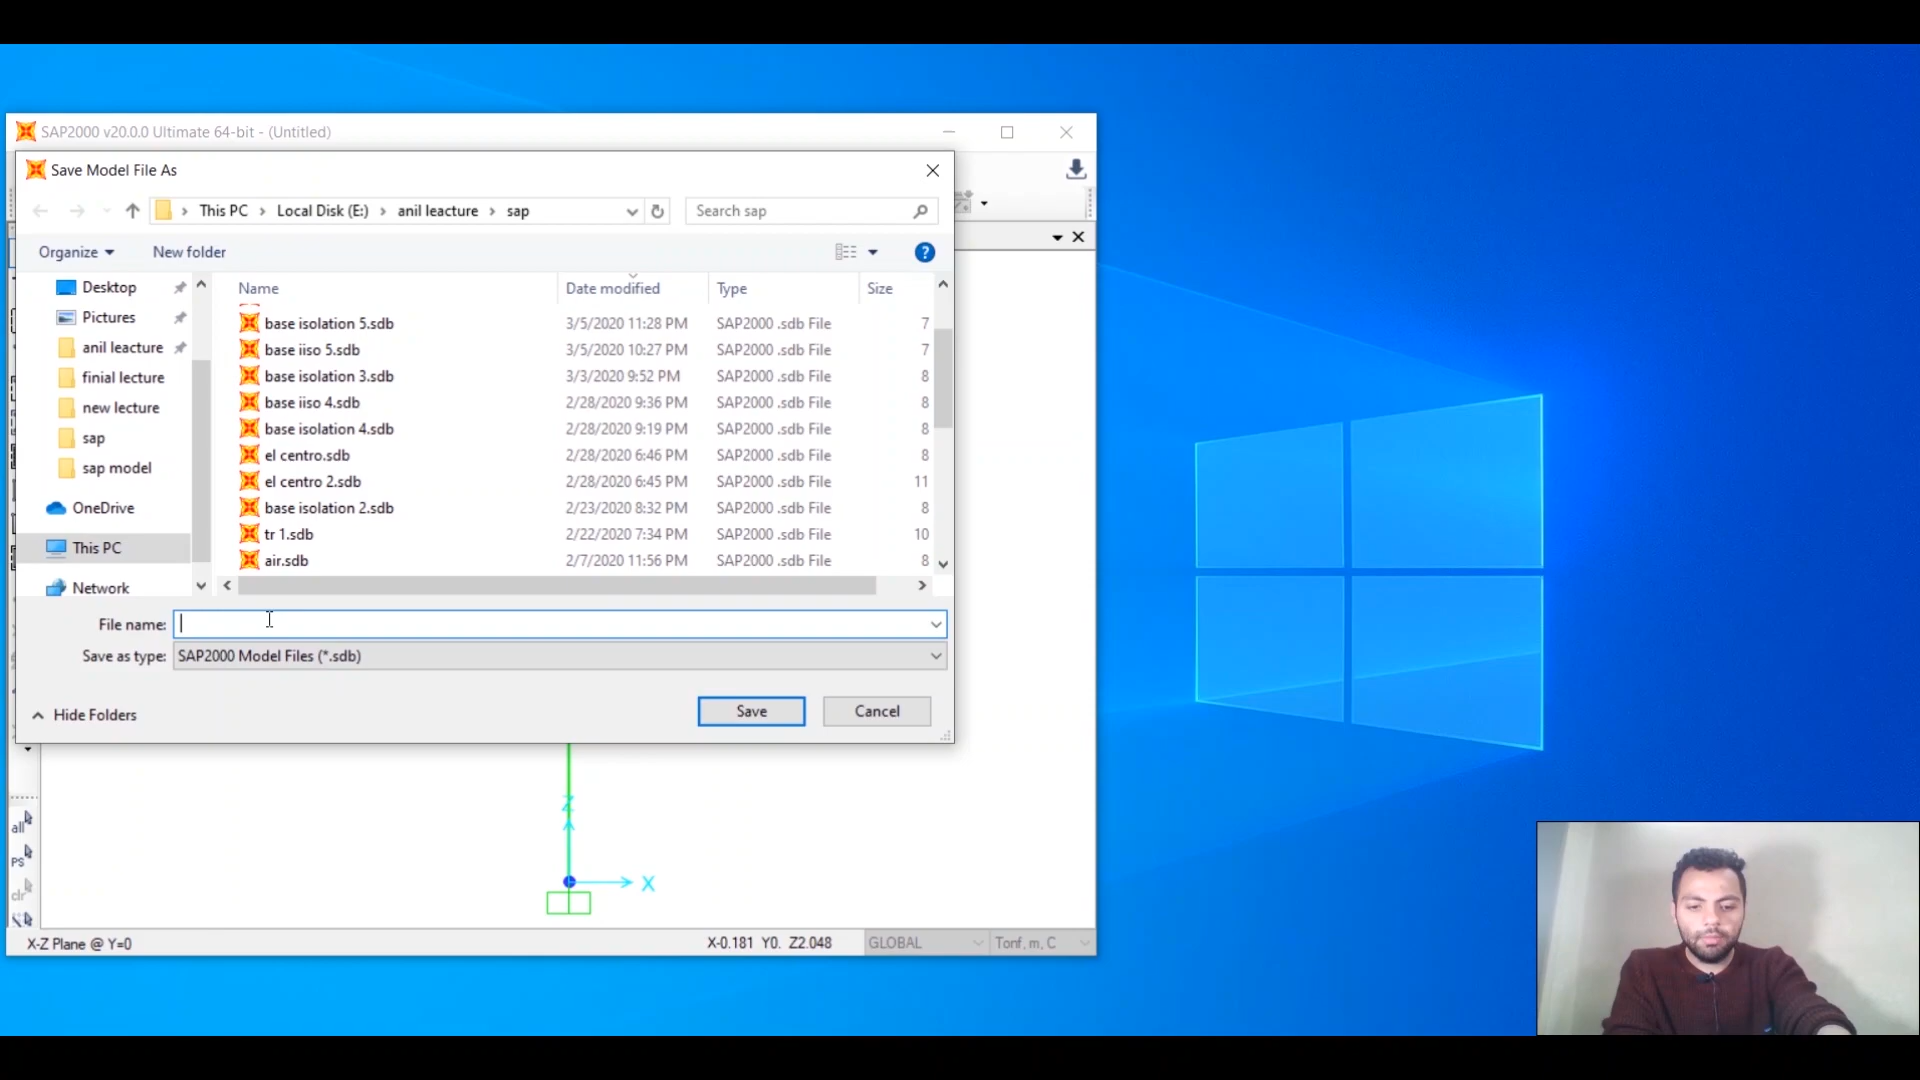 SAP2000 v20.0.0 Ultimate 64-bit - (Untitled)
Save Model File As
This PC > Local Disk (E:) > anil leacture > sap
Search sap
Organize
New folder
Name Date modified Type Size
Desktop
Pictures
anil leacture
finial lecture
new lecture
sap
sap model
OneDrive
This PC
Network
base isolation 5.sdb 3/5/2020 11:28 PM SAP2000 .sdb File 7
base iiso 5.sdb 3/5/2020 10:27 PM SAP2000 .sdb File 7
base isolation 3.sdb 3/3/2020 9:52 PM SAP2000 .sdb File 8
base iiso 4.sdb 2/28/2020 9:36 PM SAP2000 .sdb File 8
base isolation 4.sdb 2/28/2020 9:19 PM SAP2000 .sdb File 8
el centro.sdb 2/28/2020 6:46 PM SAP2000 .sdb File 8
el centro 2.sdb 2/28/2020 6:45 PM SAP2000 .sdb File 11
base isolation 2.sdb 2/23/2020 8:32 PM SAP2000 .sdb File 8
tr 1.sdb 2/22/2020 7:34 PM SAP2000 .sdb File 10
air.sdb 2/7/2020 11:56 PM SAP2000 .sdb File 8
File name:
Save as type: SAP2000 Model Files (*.sdb)
Hide Folders
Save
Cancel
Z
X
all
PS
clr
X-Z Plane @ Y=0
X-0.181 Y0. Z2.048
GLOBAL
Tonf, m, C